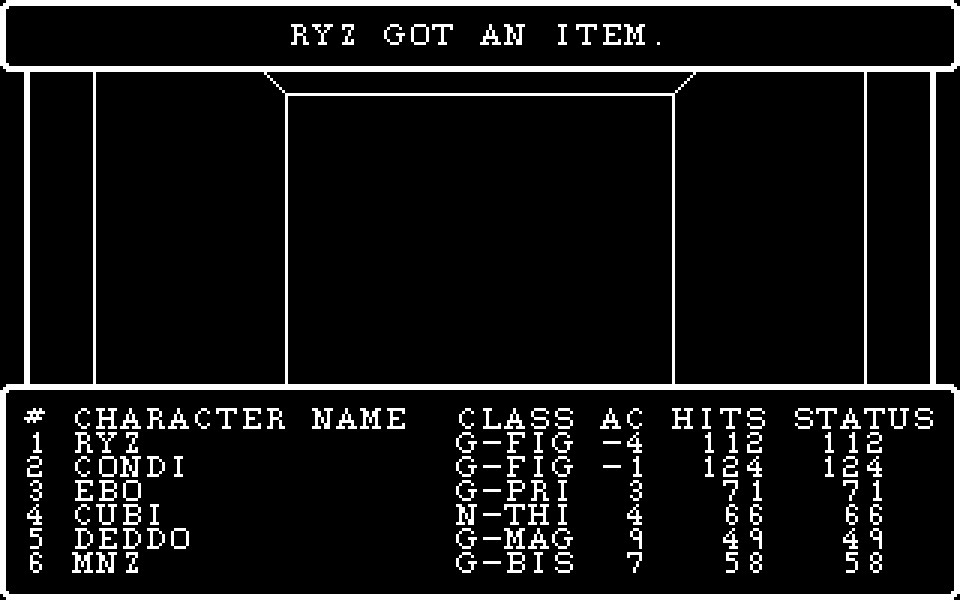 RYZ GOT AN ITEM.
# CHARACTER NAME CLASS AC HITS STATUS
1 RYZ G-FIG -4 112 112
2 CONDI G-FIG -1 124 124
3 EBO G-PRI 3 71 71
4 CUBI N-THI 4 66 66
5 DEDDO G-MAG 9 49 49
6 MNZ G-BIS 7 58 58